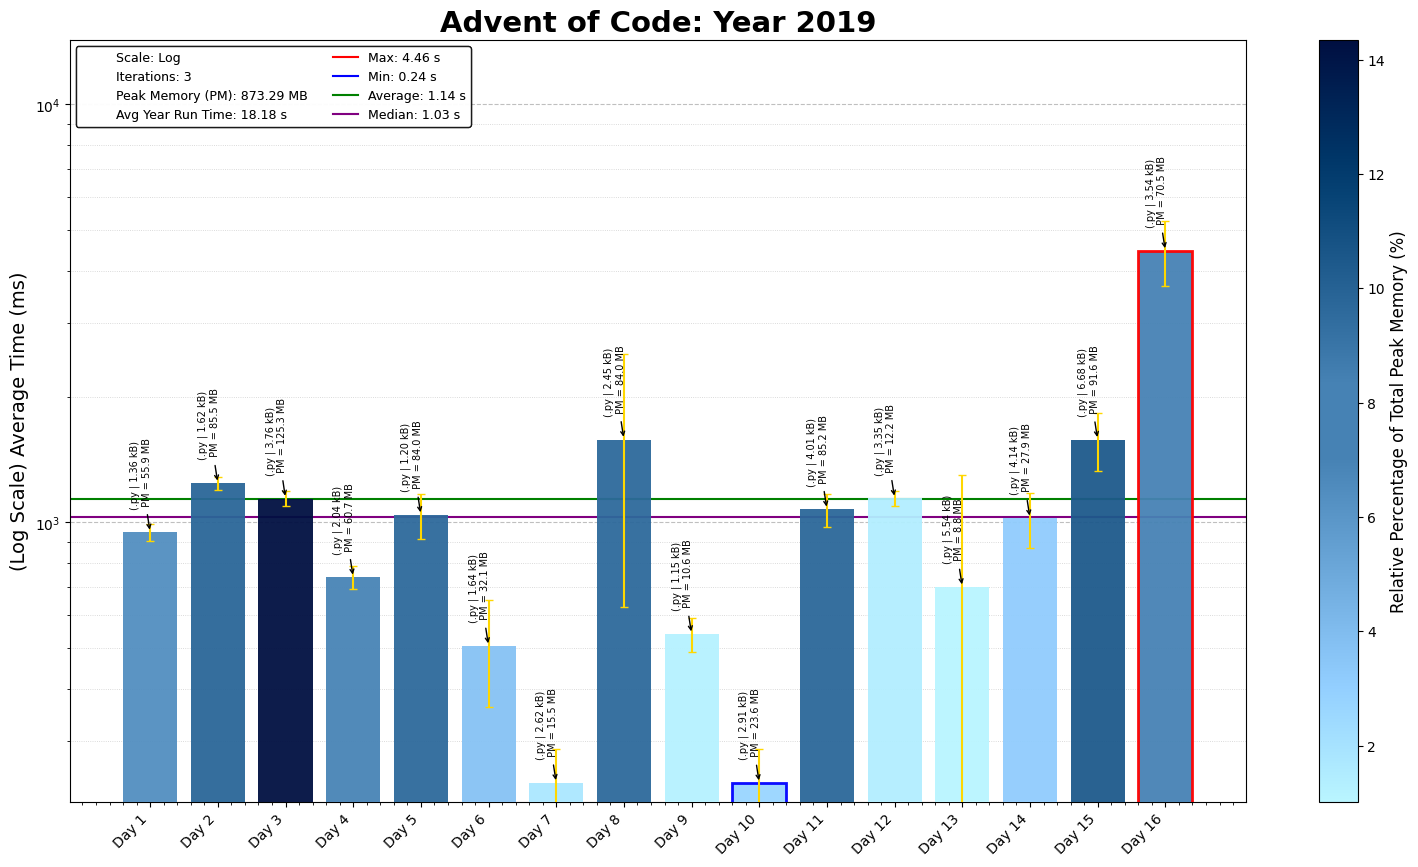 Advent of Code: Year 2019
Scale: Log
Iterations: 3
Peak Memory (PM): 873.29 MB
Avg Year Run Time: 18.18 s
Max: 4.46 s
Min: 0.24 s
Average: 1.14 s
Median: 1.03 s
(Log Scale) Average Time (ms)
10⁴
10³
(.py | 1.36 kB)
PM = 55.9 MB
(.py | 1.62 kB)
PM = 85.5 MB
(.py | 3.76 kB)
PM = 125.3 MB
(.py | 2.04 kB)
PM = 60.7 MB
(.py | 1.20 kB)
PM = 84.0 MB
(.py | 1.64 kB)
PM = 32.1 MB
(.py | 2.62 kB)
PM = 15.5 MB
(.py | 2.45 kB)
PM = 84.0 MB
(.py | 1.15 kB)
PM = 10.6 MB
(.py | 2.91 kB)
PM = 23.6 MB
(.py | 4.01 kB)
PM = 85.2 MB
(.py | 3.35 kB)
PM = 12.2 MB
(.py | 5.54 kB)
PM = 8.8 MB
(.py | 4.14 kB)
PM = 27.9 MB
(.py | 6.68 kB)
PM = 91.6 MB
(.py | 3.54 kB)
PM = 70.5 MB
Day 1
Day 2
Day 3
Day 4
Day 5
Day 6
Day 7
Day 8
Day 9
Day 10
Day 11
Day 12
Day 13
Day 14
Day 15
Day 16
14
12
10
8
6
4
2
Relative Percentage of Total Peak Memory (%)